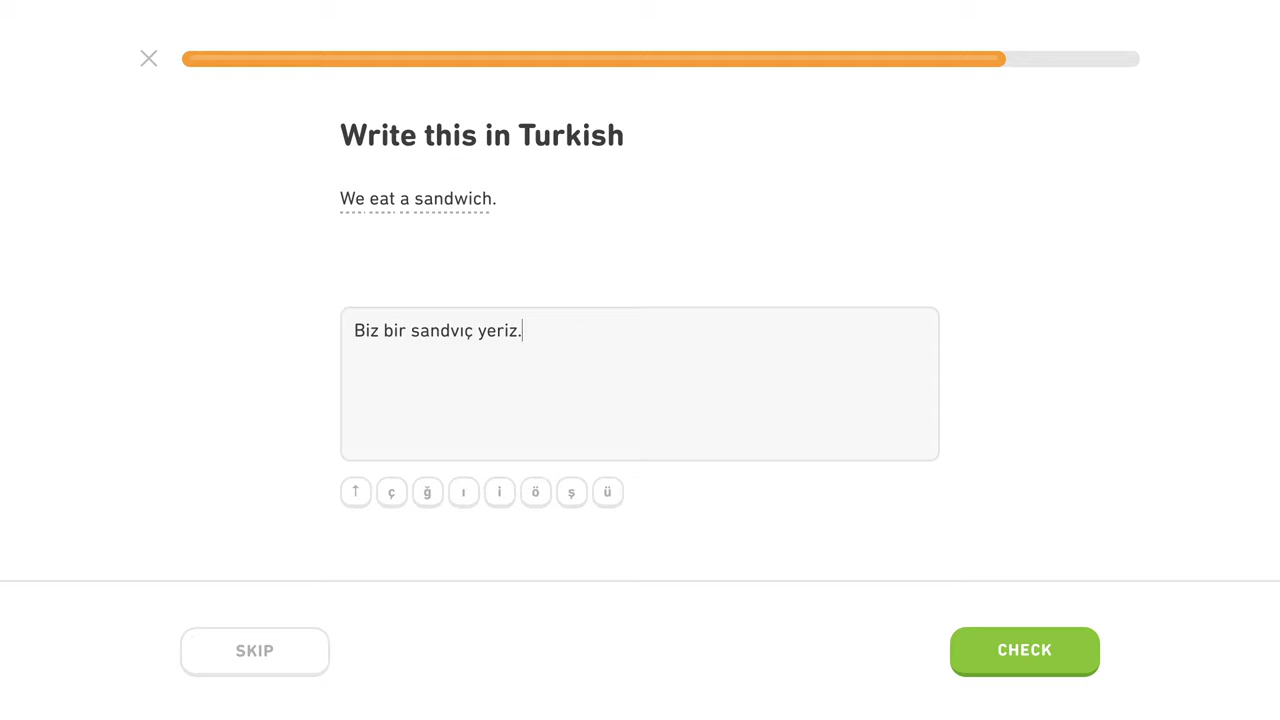 Write this in Turkish
We eat a sandwich.
Biz bir sandvıç yeriz.
↑ ç ğ ı i ö ş ü
SKIP
CHECK